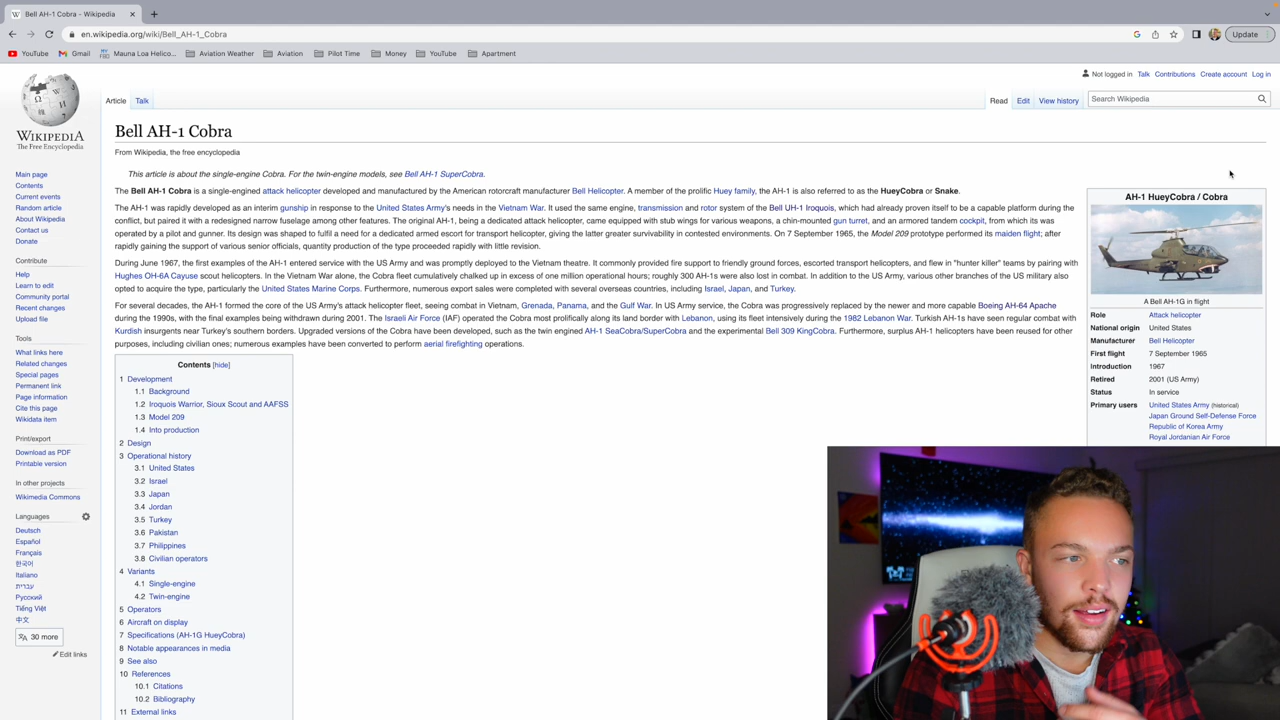 Bell AH-1 Cobra – Wikipedia
en.wikipedia.org/wiki/Bell_AH-1_Cobra
Update
YouTube Gmail Mauna Loa Helico... Aviation Weather Aviation Pilot Time Money YouTube Apartment
Not logged in Talk Contributions Create account Log in
Article Talk
Read Edit View history
Search Wikipedia
WIKIPEDIA
The Free Encyclopedia
Main page
Contents
Current events
Random article
About Wikipedia
Contact us
Donate
Contribute
Help
Learn to edit
Community portal
Recent changes
Upload file
Tools
What links here
Related changes
Special pages
Permanent link
Page information
Cite this page
Wikidata item
Print/export
Download as PDF
Printable version
In other projects
Wikimedia Commons
Languages
Deutsch
Español
Français
한국어
Italiano
עברית
Русский
Tiếng Việt
中文
30 more
Edit links
Bell AH-1 Cobra
From Wikipedia, the free encyclopedia
This article is about the single-engine Cobra. For the twin-engine models, see Bell AH-1 SuperCobra.
The Bell AH-1 Cobra is a single-engined attack helicopter developed and manufactured by the American rotorcraft manufacturer Bell Helicopter. A member of the prolific Huey family, the AH-1 is also referred to as the HueyCobra or Snake.
The AH-1 was rapidly developed as an interim gunship in response to the United States Army's needs in the Vietnam War. It used the same engine, transmission and rotor system of the Bell UH-1 Iroquois, which had already proven itself to be a capable platform during the
conflict, but paired it with a redesigned narrow fuselage among other features. The original AH-1, being a dedicated attack helicopter, came equipped with stub wings for various weapons, a chin-mounted gun turret, and an armored tandem cockpit, from which its was
operated by a pilot and gunner. Its design was shaped to fulfil a need for a dedicated armed escort for transport helicopter, giving the latter greater survivability in contested environments. On 7 September 1965, the Model 209 prototype performed its maiden flight; after
rapidly gaining the support of various senior officials, quantity production of the type proceeded rapidly with little revision.
During June 1967, the first examples of the AH-1 entered service with the US Army and was promptly deployed to the Vietnam theatre. It commonly provided fire support to friendly ground forces, escorted transport helicopters, and flew in "hunter killer" teams by pairing with
Hughes OH-6A Cayuse scout helicopters. In the Vietnam War alone, the Cobra fleet cumulatively chalked up in excess of one million operational hours; roughly 300 AH-1s were also lost in combat. In addition to the US Army, various other branches of the US military also
opted to acquire the type, particularly the United States Marine Corps. Furthermore, numerous export sales were completed with several overseas countries, including Israel, Japan, and Turkey.
For several decades, the AH-1 formed the core of the US Army's attack helicopter fleet, seeing combat in Vietnam, Grenada, Panama, and the Gulf War. In US Army service, the Cobra was progressively replaced by the newer and more capable Boeing AH-64 Apache
during the 1990s, with the final examples being withdrawn during 2001. The Israeli Air Force (IAF) operated the Cobra most prolifically along its land border with Lebanon, using its fleet intensively during the 1982 Lebanon War. Turkish AH-1s have seen regular combat with
Kurdish insurgents near Turkey's southern borders. Upgraded versions of the Cobra have been developed, such as the twin engined AH-1 SeaCobra/SuperCobra and the experimental Bell 309 KingCobra. Furthermore, surplus AH-1 helicopters have been reused for other
purposes, including civilian ones; numerous examples have been converted to perform aerial firefighting operations.
Contents [hide]
1 Development
1.1 Background
1.2 Iroquois Warrior, Sioux Scout and AAFSS
1.3 Model 209
1.4 Into production
2 Design
3 Operational history
3.1 United States
3.2 Israel
3.3 Japan
3.4 Jordan
3.5 Turkey
3.6 Pakistan
3.7 Philippines
3.8 Civilian operators
4 Variants
4.1 Single-engine
4.2 Twin-engine
5 Operators
6 Aircraft on display
7 Specifications (AH-1G HueyCobra)
8 Notable appearances in media
9 See also
10 References
10.1 Citations
10.2 Bibliography
11 External links
AH-1 HueyCobra / Cobra
A Bell AH-1G in flight
Role Attack helicopter
National origin United States
Manufacturer Bell Helicopter
First flight 7 September 1965
Introduction 1967
Retired 2001 (US Army)
Status In service
Primary users United States Army (historical)
Japan Ground Self-Defense Force
Republic of Korea Army
Royal Jordanian Air Force